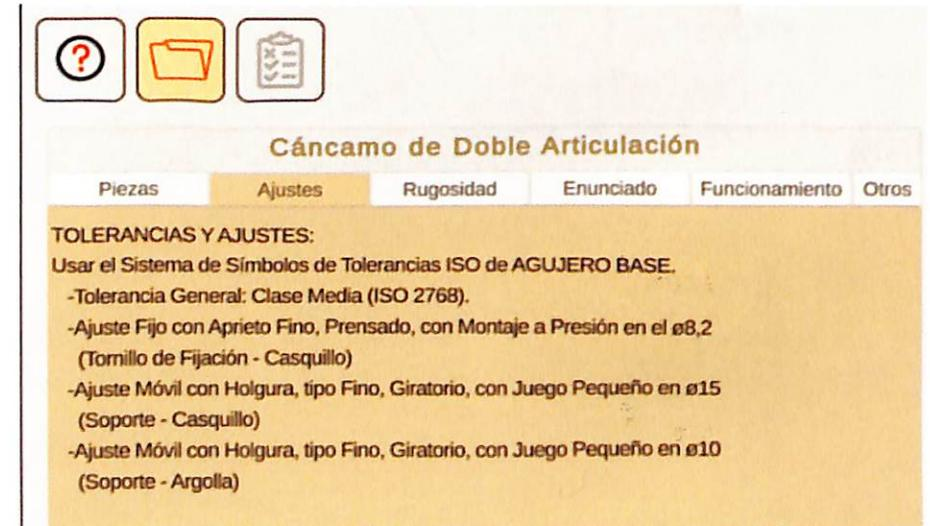 ?
Cáncamo de Doble Articulación
Piezas Ajustes Rugosidad Enunciado Funcionamiento Otros
TOLERANCIAS Y AJUSTES:
Usar el Sistema de Símbolos de Tolerancias ISO de AGUJERO BASE.
-Tolerancia General: Clase Media (ISO 2768).
-Ajuste Fijo con Aprieto Fino, Prensado, con Montaje a Presión en el ø8,2
(Tornillo de Fijación - Casquillo)
-Ajuste Móvil con Holgura, tipo Fino, Giratorio, con Juego Pequeño en ø15
(Soporte - Casquillo)
-Ajuste Móvil con Holgura, tipo Fino, Giratorio, con Juego Pequeño en ø10
(Soporte - Argolla)